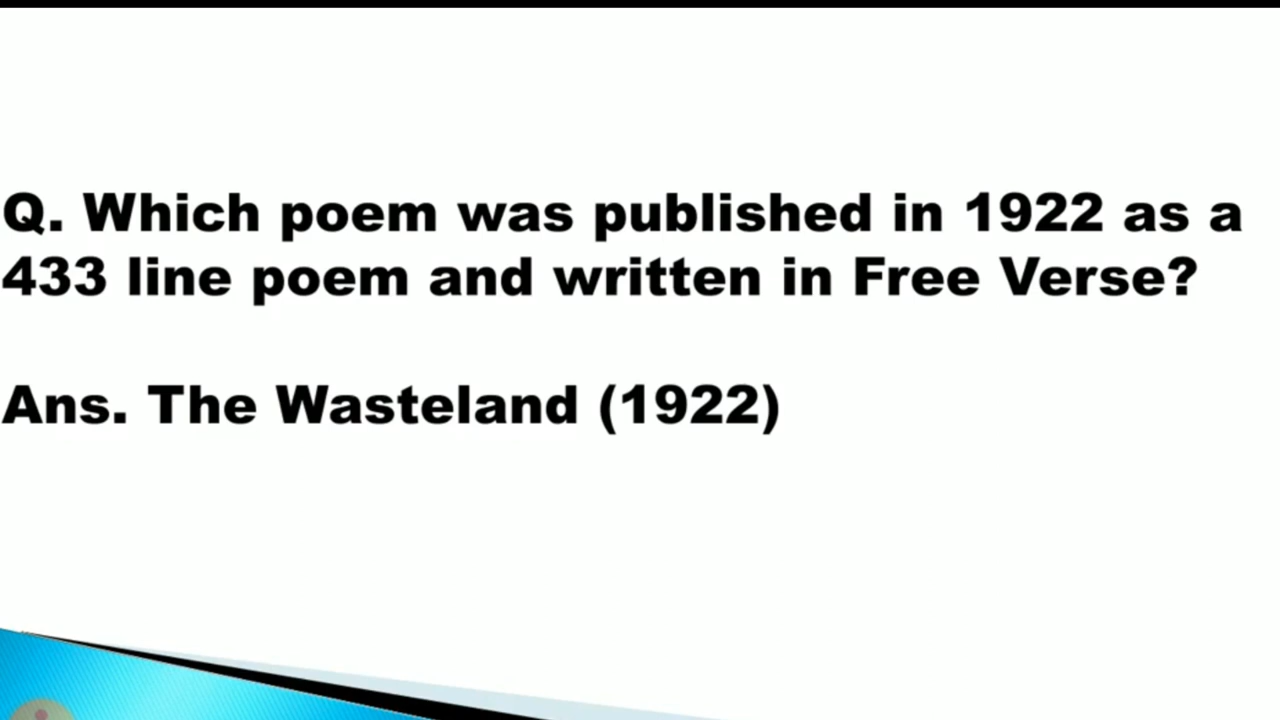 Q. Which poem was published in 1922 as a
433 line poem and written in Free Verse?
Ans. The Wasteland (1922)